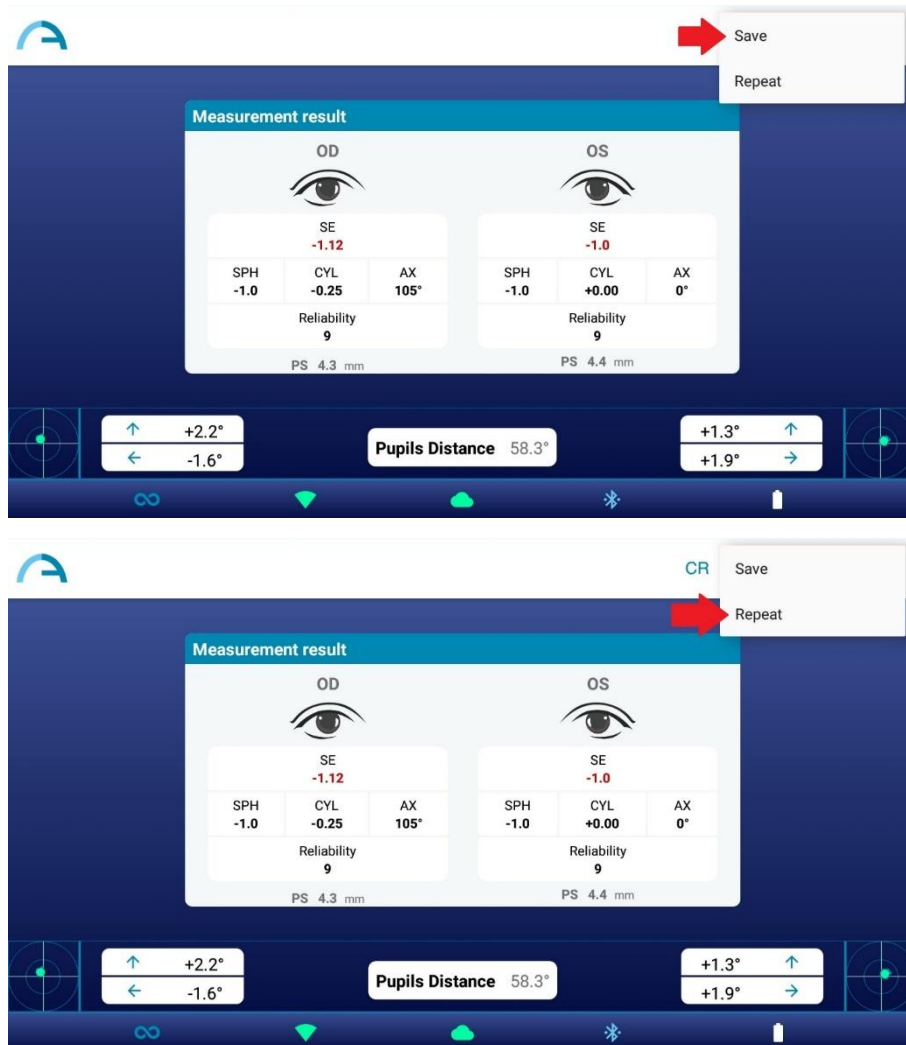 Save
Repeat
Measurement result
OD OS
SE SE
-1.12 -1.0
SPH CYL AX SPH CYL AX
-1.0 -0.25 105° -1.0 +0.00 0°
Reliability Reliability
9 9
PS 4.3 mm PS 4.4 mm
+2.2° +1.3°
Pupils Distance 58.3°
-1.6° +1.9°
CR Save
Repeat
Measurement result
OD OS
SE SE
-1.12 -1.0
SPH CYL AX SPH CYL AX
-1.0 -0.25 105° -1.0 +0.00 0°
Reliability Reliability
9 9
PS 4.3 mm PS 4.4 mm
+2.2° +1.3°
Pupils Distance 58.3°
-1.6° +1.9°